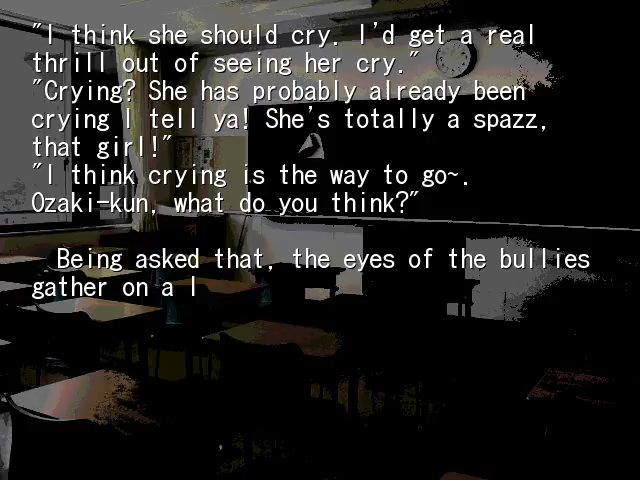 "I think she should cry. I'd get a real
thrill out of seeing her cry."
"Crying? She has probably already been
crying I tell ya! She's totally a spazz,
that girl!"
"I think crying is the way to go~.
Ozaki-kun, what do you think?"
Being asked that, the eyes of the bullies
gather on a l